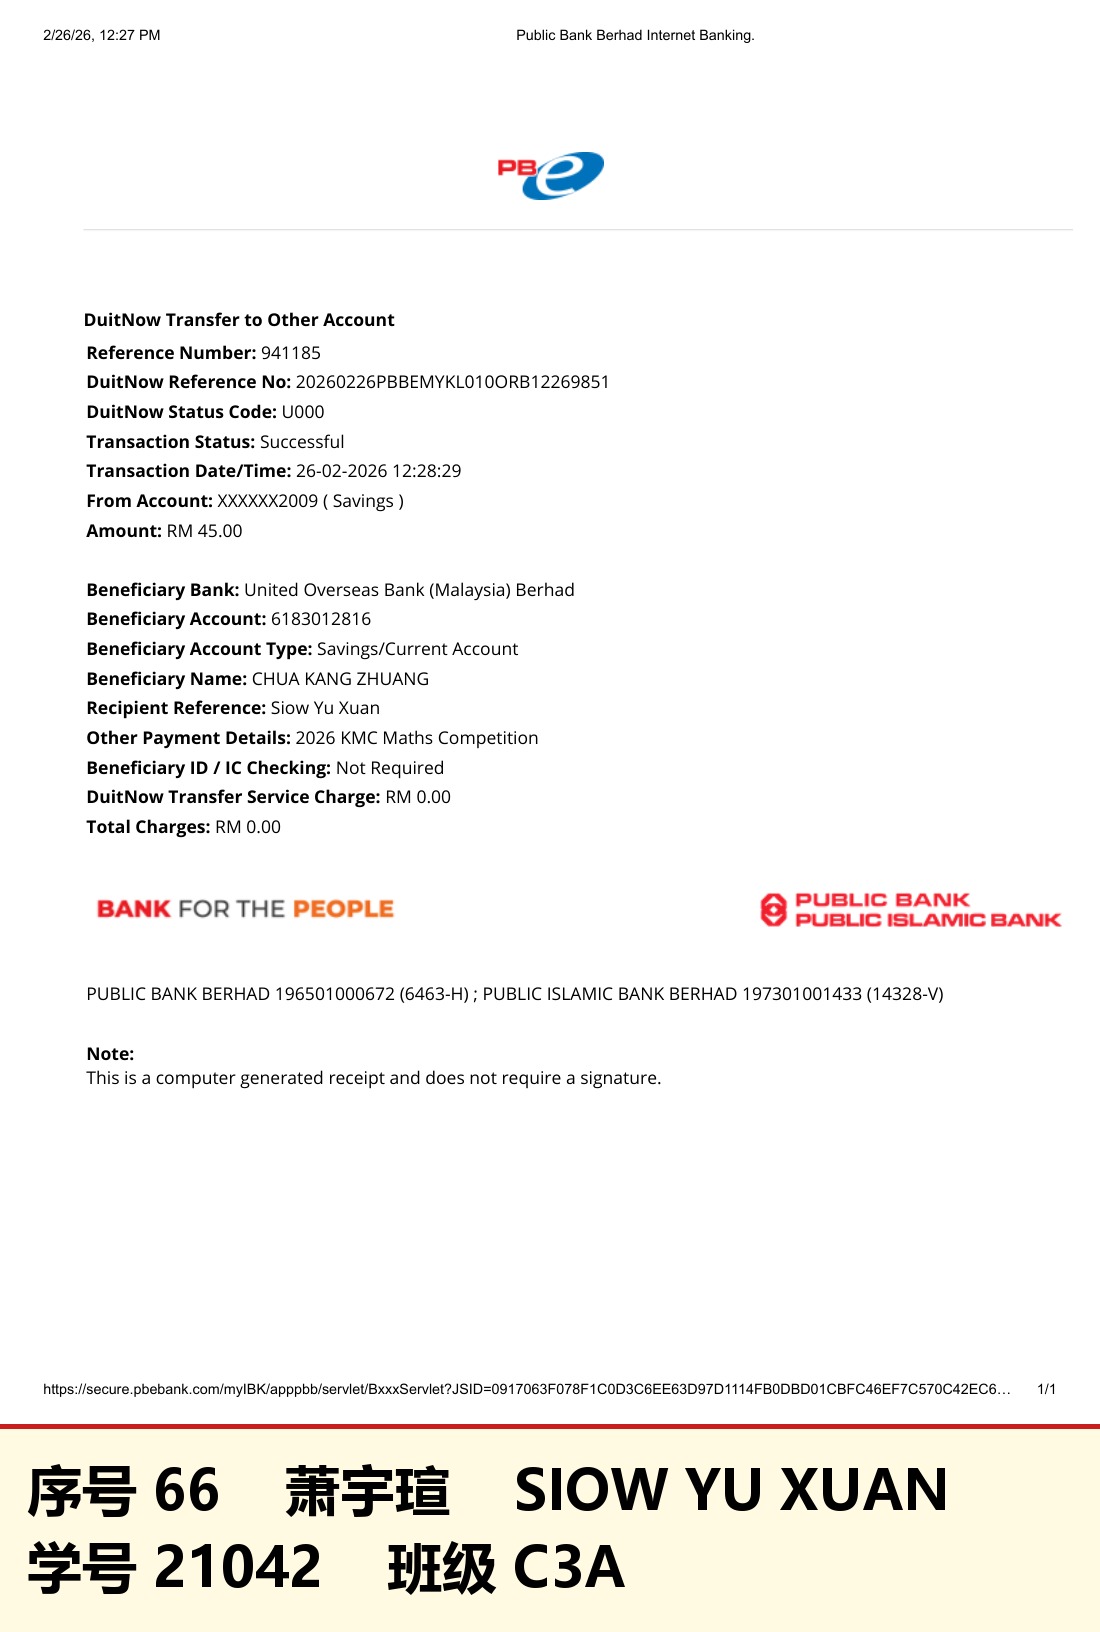 2/26/26, 12:27 PM Public Bank Berhad Internet Banking.
PBe
DuitNow Transfer to Other Account
Reference Number: 941185
DuitNow Reference No: 20260226PBBEMYKL010ORB12269851
DuitNow Status Code: U000
Transaction Status: Successful
Transaction Date/Time: 26-02-2026 12:28:29
From Account: XXXXXX2009 ( Savings )
Amount: RM 45.00
Beneficiary Bank: United Overseas Bank (Malaysia) Berhad
Beneficiary Account: 6183012816
Beneficiary Account Type: Savings/Current Account
Beneficiary Name: CHUA KANG ZHUANG
Recipient Reference: Siow Yu Xuan
Other Payment Details: 2026 KMC Maths Competition
Beneficiary ID / IC Checking: Not Required
DuitNow Transfer Service Charge: RM 0.00
Total Charges: RM 0.00
BANK FOR THE PEOPLE PUBLIC BANK
PUBLIC ISLAMIC BANK
PUBLIC BANK BERHAD 196501000672 (6463-H) ; PUBLIC ISLAMIC BANK BERHAD 197301001433 (14328-V)
Note:
This is a computer generated receipt and does not require a signature.
https://secure.pbebank.com/myIBK/apppbb/servlet/BxxxServlet?JSID=0917063F078F1C0D3C6EE63D97D1114FB0DBD01CBFC46EF7C570C42EC6… 1/1
序号 66 萧宇瑄 SIOW YU XUAN
学号 21042 班级 C3A